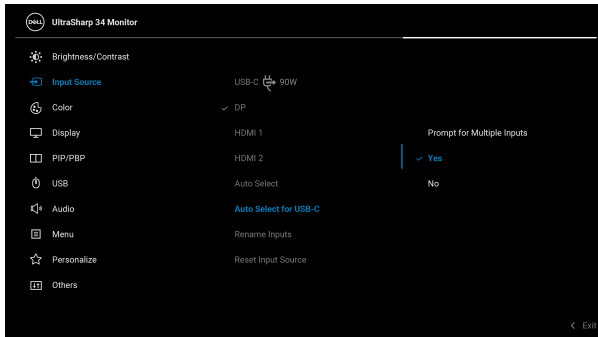 DELL UltraSharp 34 Monitor
Brightness/Contrast
Input Source
USB-C 90W
Color
DP
Display
HDMI 1
Prompt for Multiple Inputs
PIP/PBP
HDMI 2
Yes
USB
Auto Select
No
Audio
Auto Select for USB-C
Menu
Rename Inputs
Personalize
Reset Input Source
Others
Exit